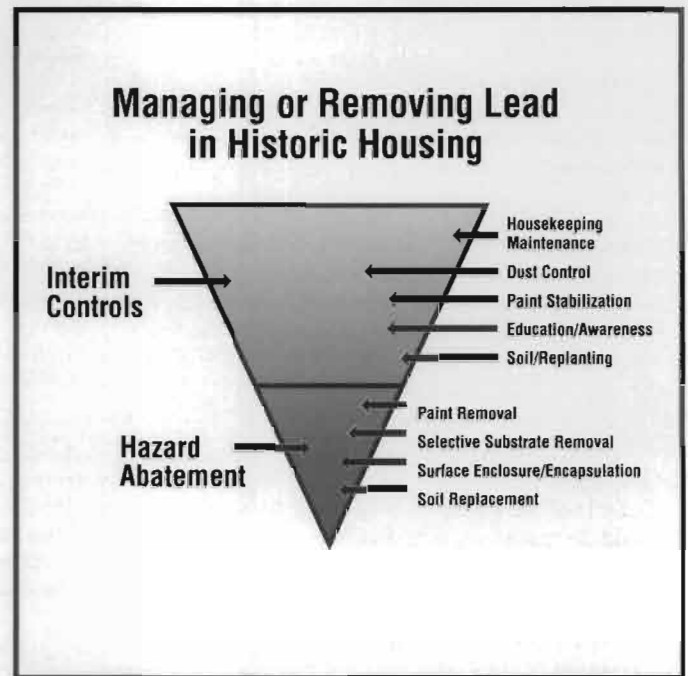 Managing or Removing Lead
in Historic Housing
Interim
Controls
Housekeeping
Maintenance
Dust Control
Paint Stabilization
Education/Awareness
Soil/Replanting
Hazard
Abatement
Paint Removal
Selective Substrate Removal
Surface Enclosure/Encapsulation
Soil Replacement